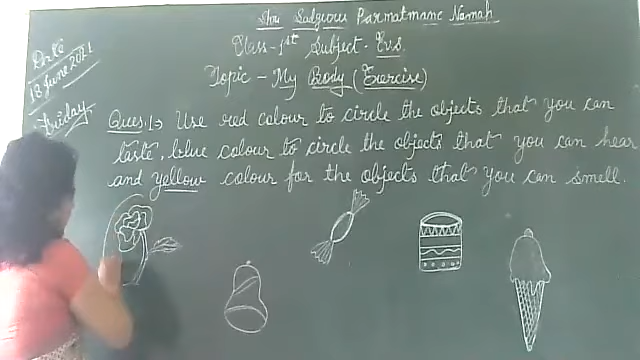 Shri Sadgurave Parmatmane Namah
Class - 1st Subject - Evs.
Topic - My Body (Exercise)
Date
18 June 2021
Friday
Ques. 1 → Use red colour to circle the objects that you can
taste, blue colour to circle the objects that you can hear
and yellow colour for the objects that you can smell.